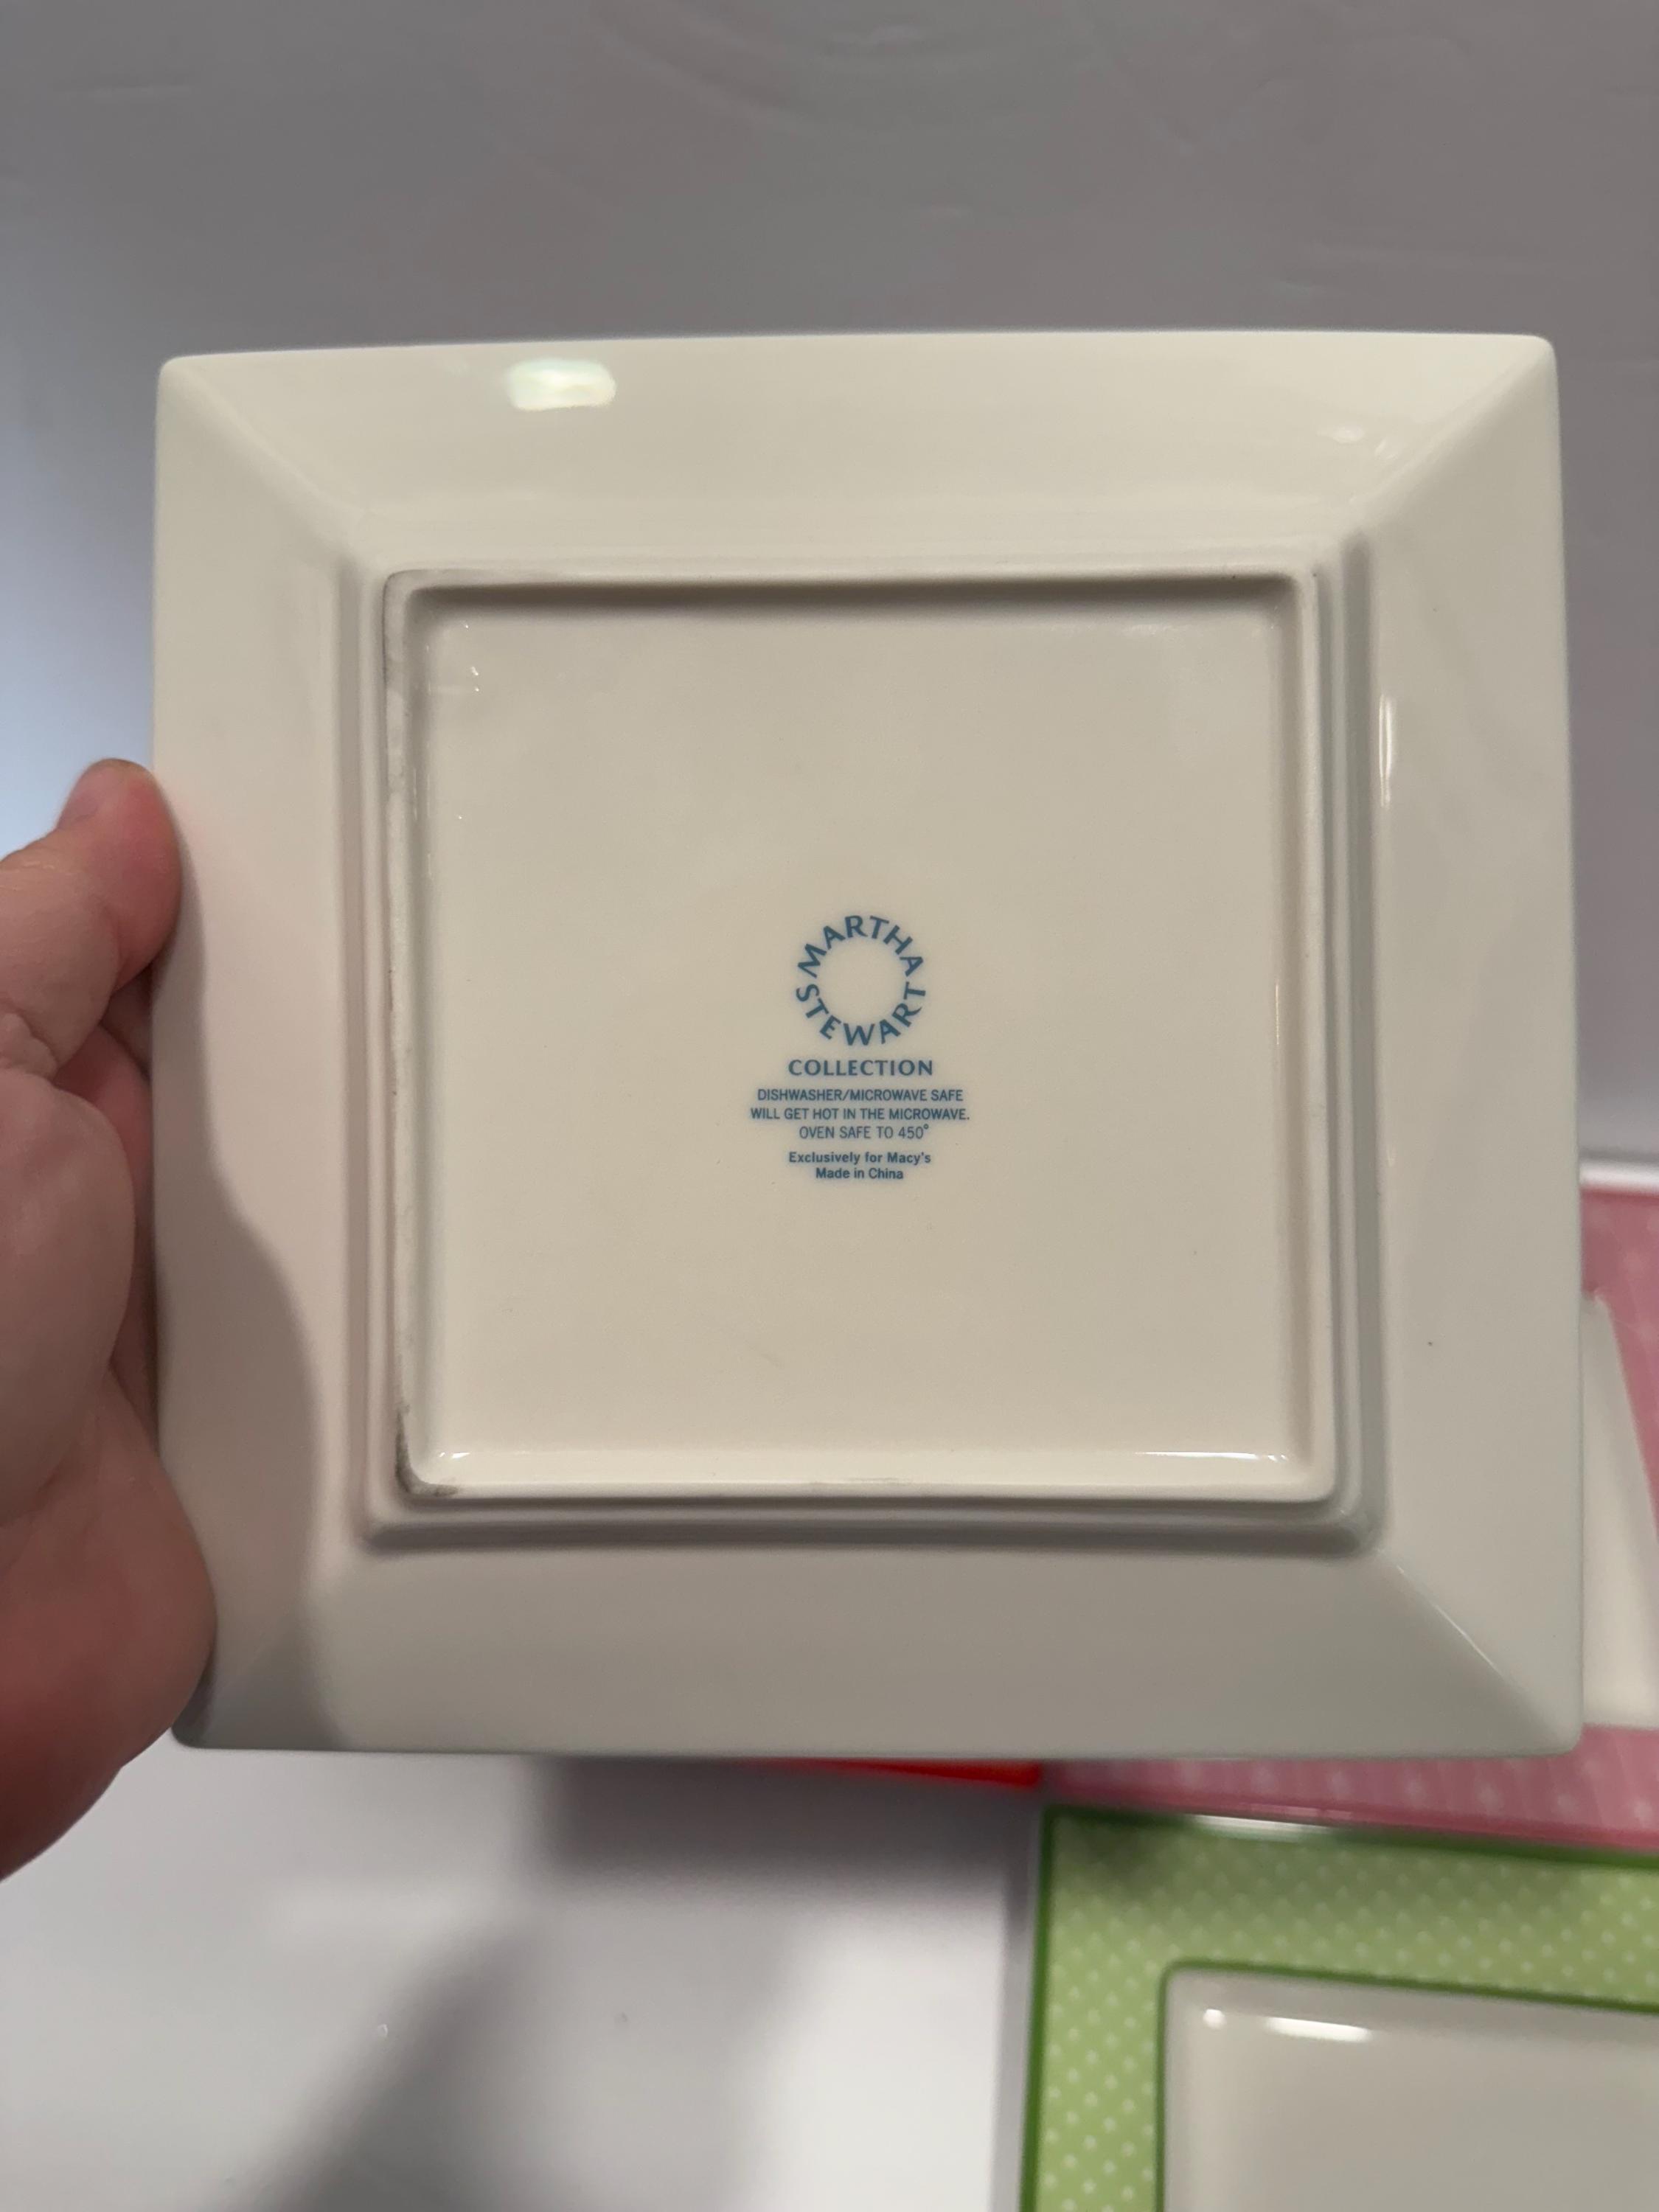 MARTHA
STEWART
COLLECTION
DISHWASHER/MICROWAVE SAFE
WILL GET HOT IN THE MICROWAVE.
OVEN SAFE TO 450°
Exclusively for Macy's
Made in China